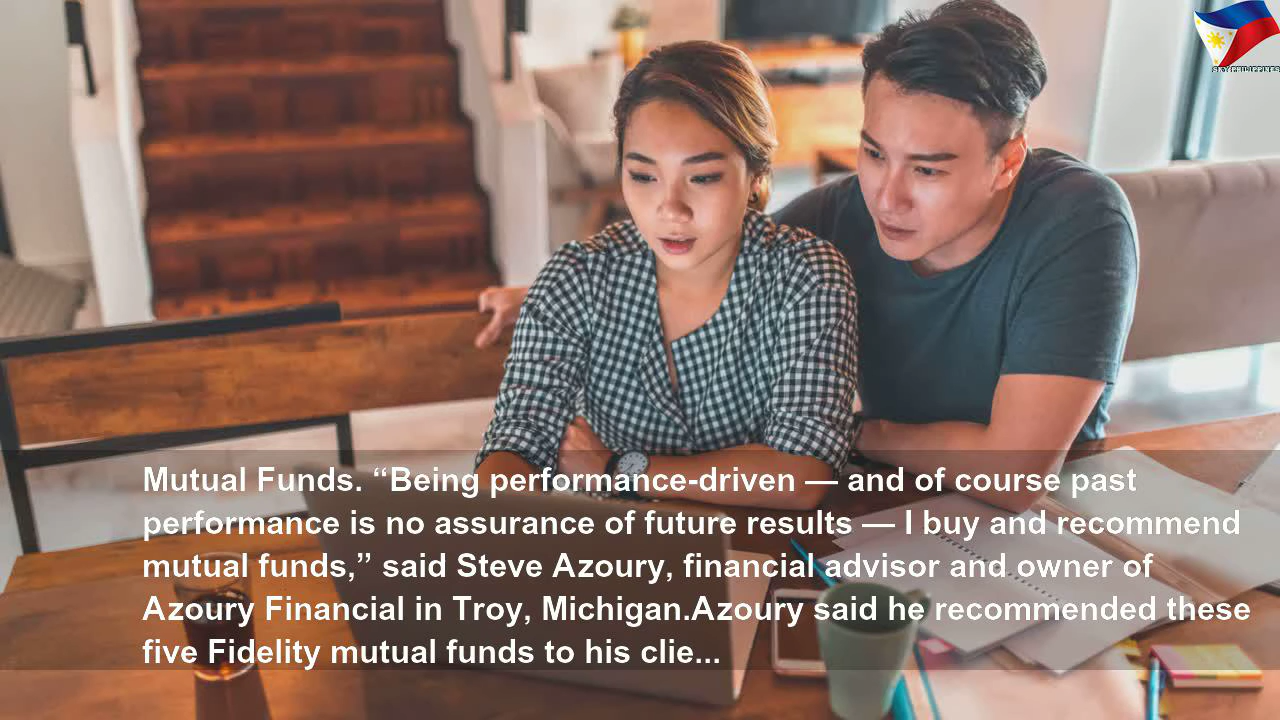 SKYPHILIPPINES
Mutual Funds. “Being performance-driven — and of course past
performance is no assurance of future results — I buy and recommend
mutual funds,” said Steve Azoury, financial advisor and owner of
Azoury Financial in Troy, Michigan.Azoury said he recommended these
five Fidelity mutual funds to his clie...